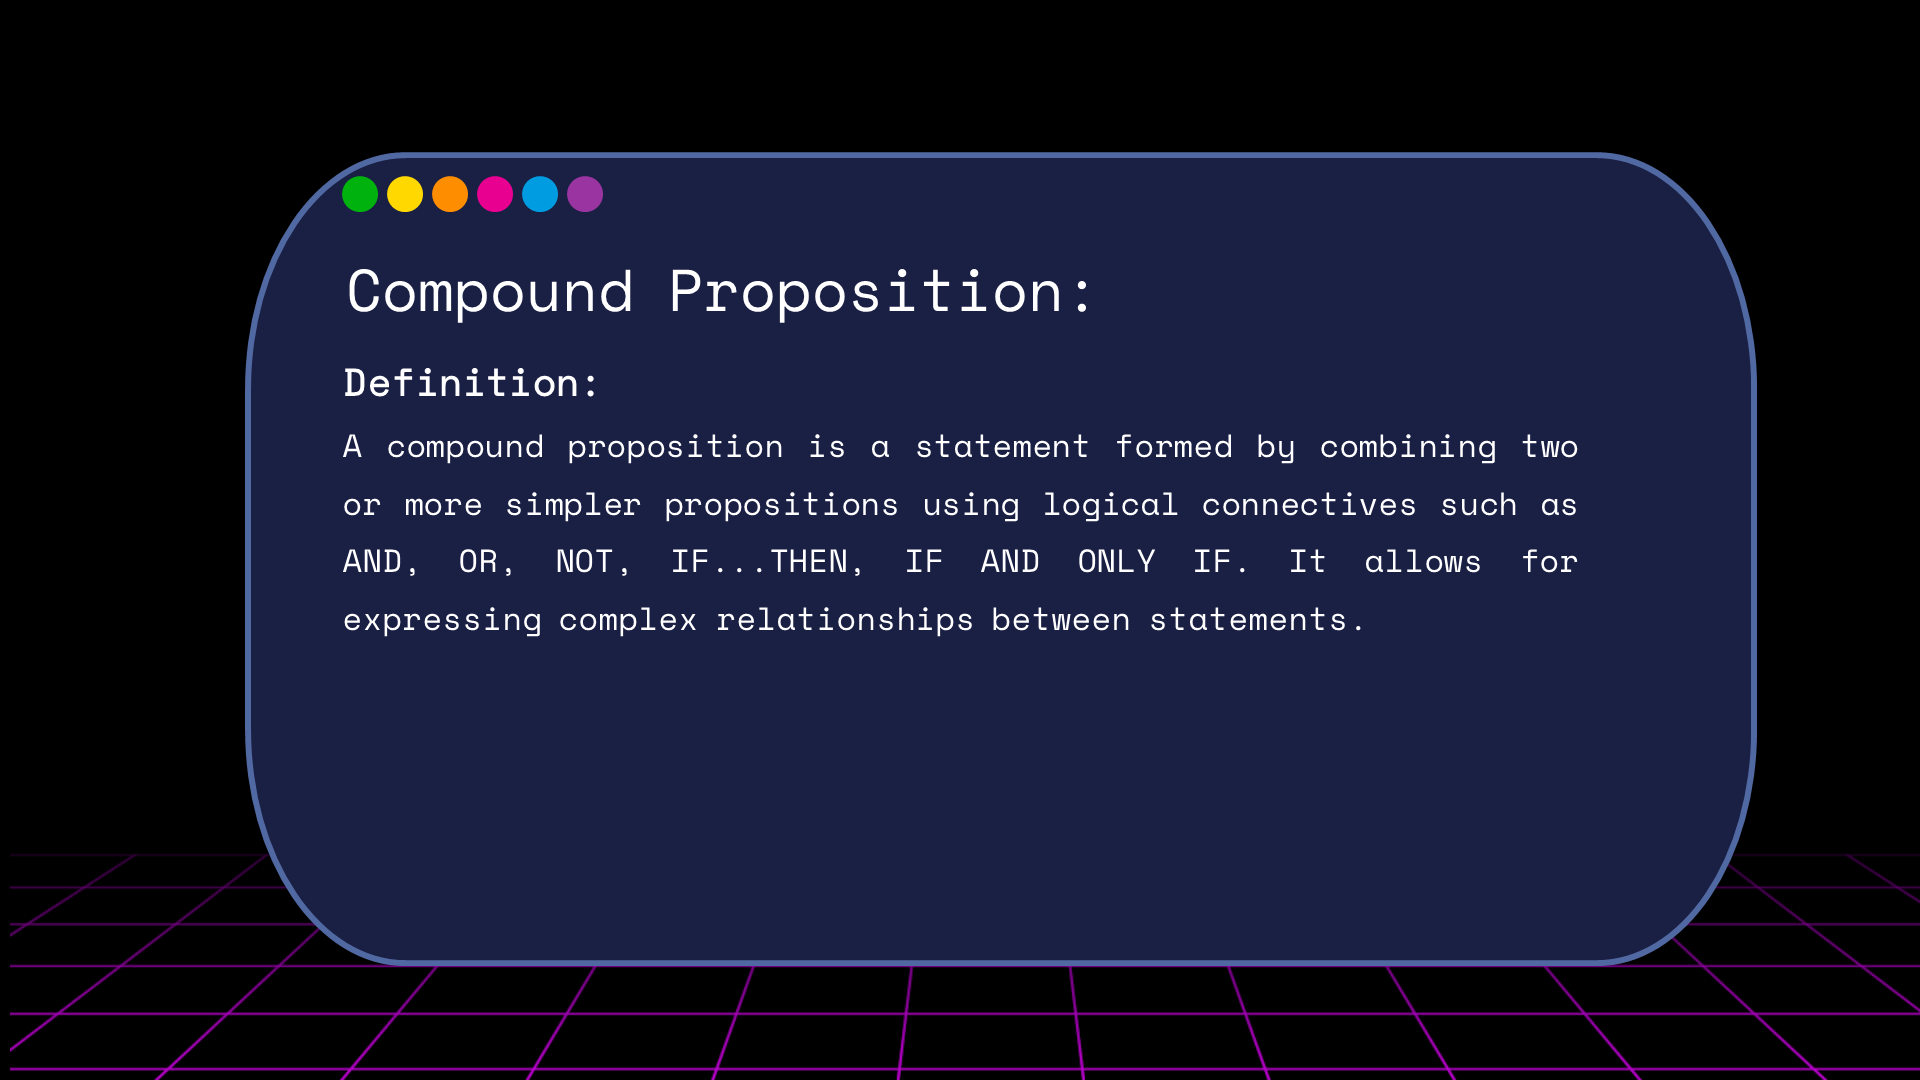 Compound Proposition:
Definition:
A compound proposition is a statement formed by combining two
or more simpler propositions using logical connectives such as
AND, OR, NOT, IF...THEN, IF AND ONLY IF. It allows for
expressing complex relationships between statements.